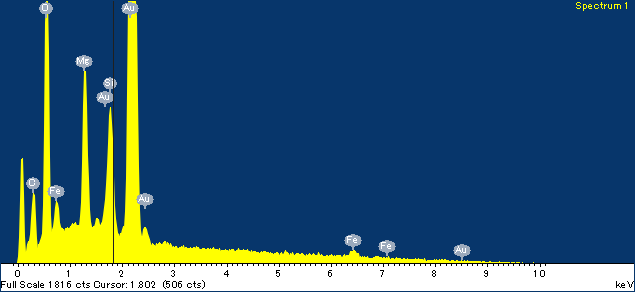 Spectrum 1
O
Au
Mg
Si
Au
O
Fe
Au
Fe
Fe
Au
0 1 2 3 4 5 6 7 8 9 10
Full Scale 1816 cts Cursor: 1.802 (506 cts) keV